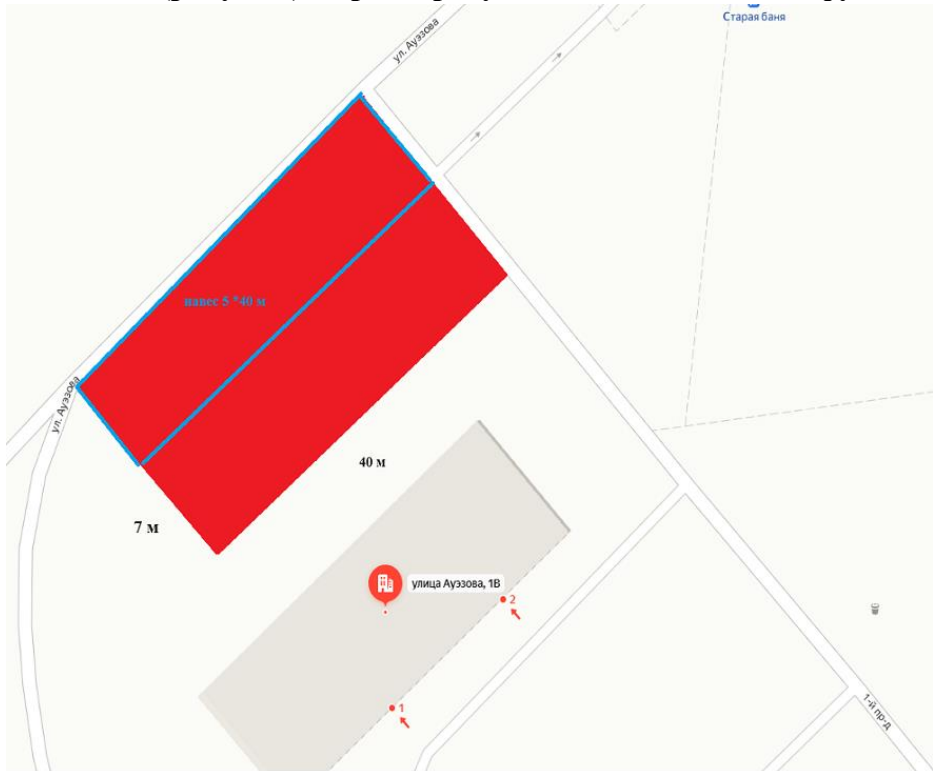 Старая баня
ул. Ауэзова
навес 5 *40 м
ул. Ауэзова
40 м
7 м
улица Ауэзова, 1В
2
1
1-й пр-д